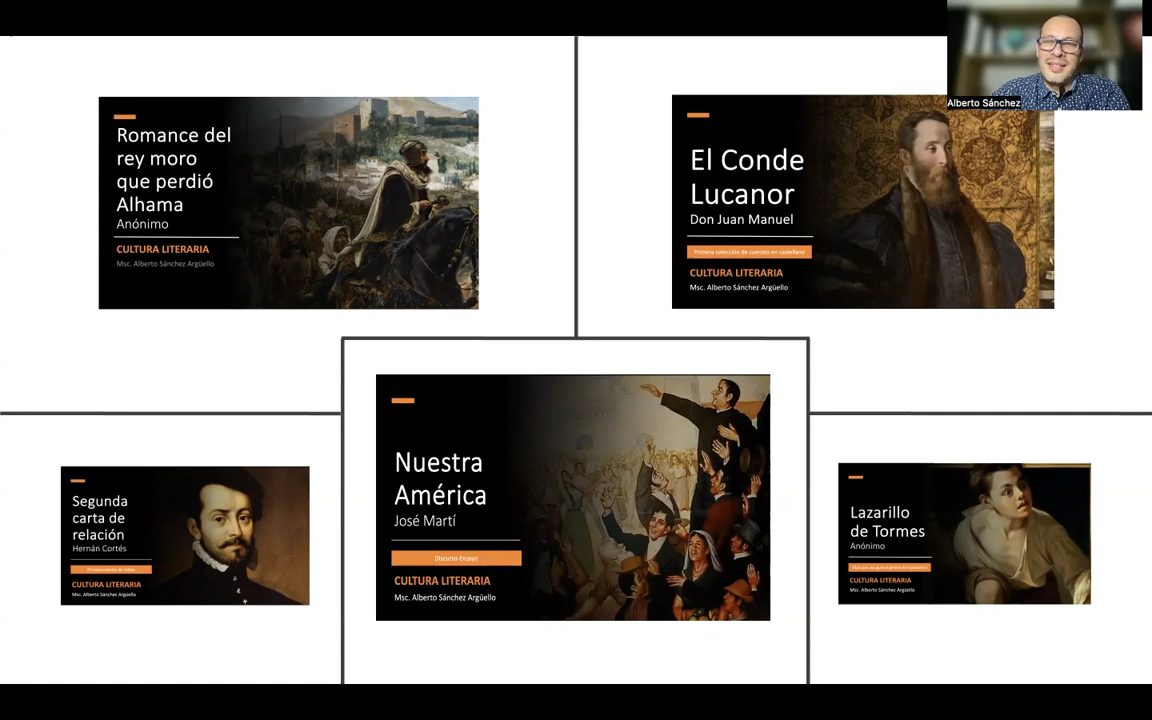 Alberto Sánchez
Romance del
rey moro
que perdió
Alhama
Anónimo
CULTURA LITERARIA
Msc. Alberto Sánchez Argüello
El Conde
Lucanor
Don Juan Manuel
Primera colección de cuentos en castellano
CULTURA LITERARIA
Msc. Alberto Sánchez Argüello
Segunda
carta de
relación
Hernán Cortés
CULTURA LITERARIA
Msc. Alberto Sánchez Argüello
Nuestra
América
José Martí
Discurso-Ensayo
CULTURA LITERARIA
Msc. Alberto Sánchez Argüello
Lazarillo
de Tormes
Anónimo
CULTURA LITERARIA
Msc. Alberto Sánchez Argüello